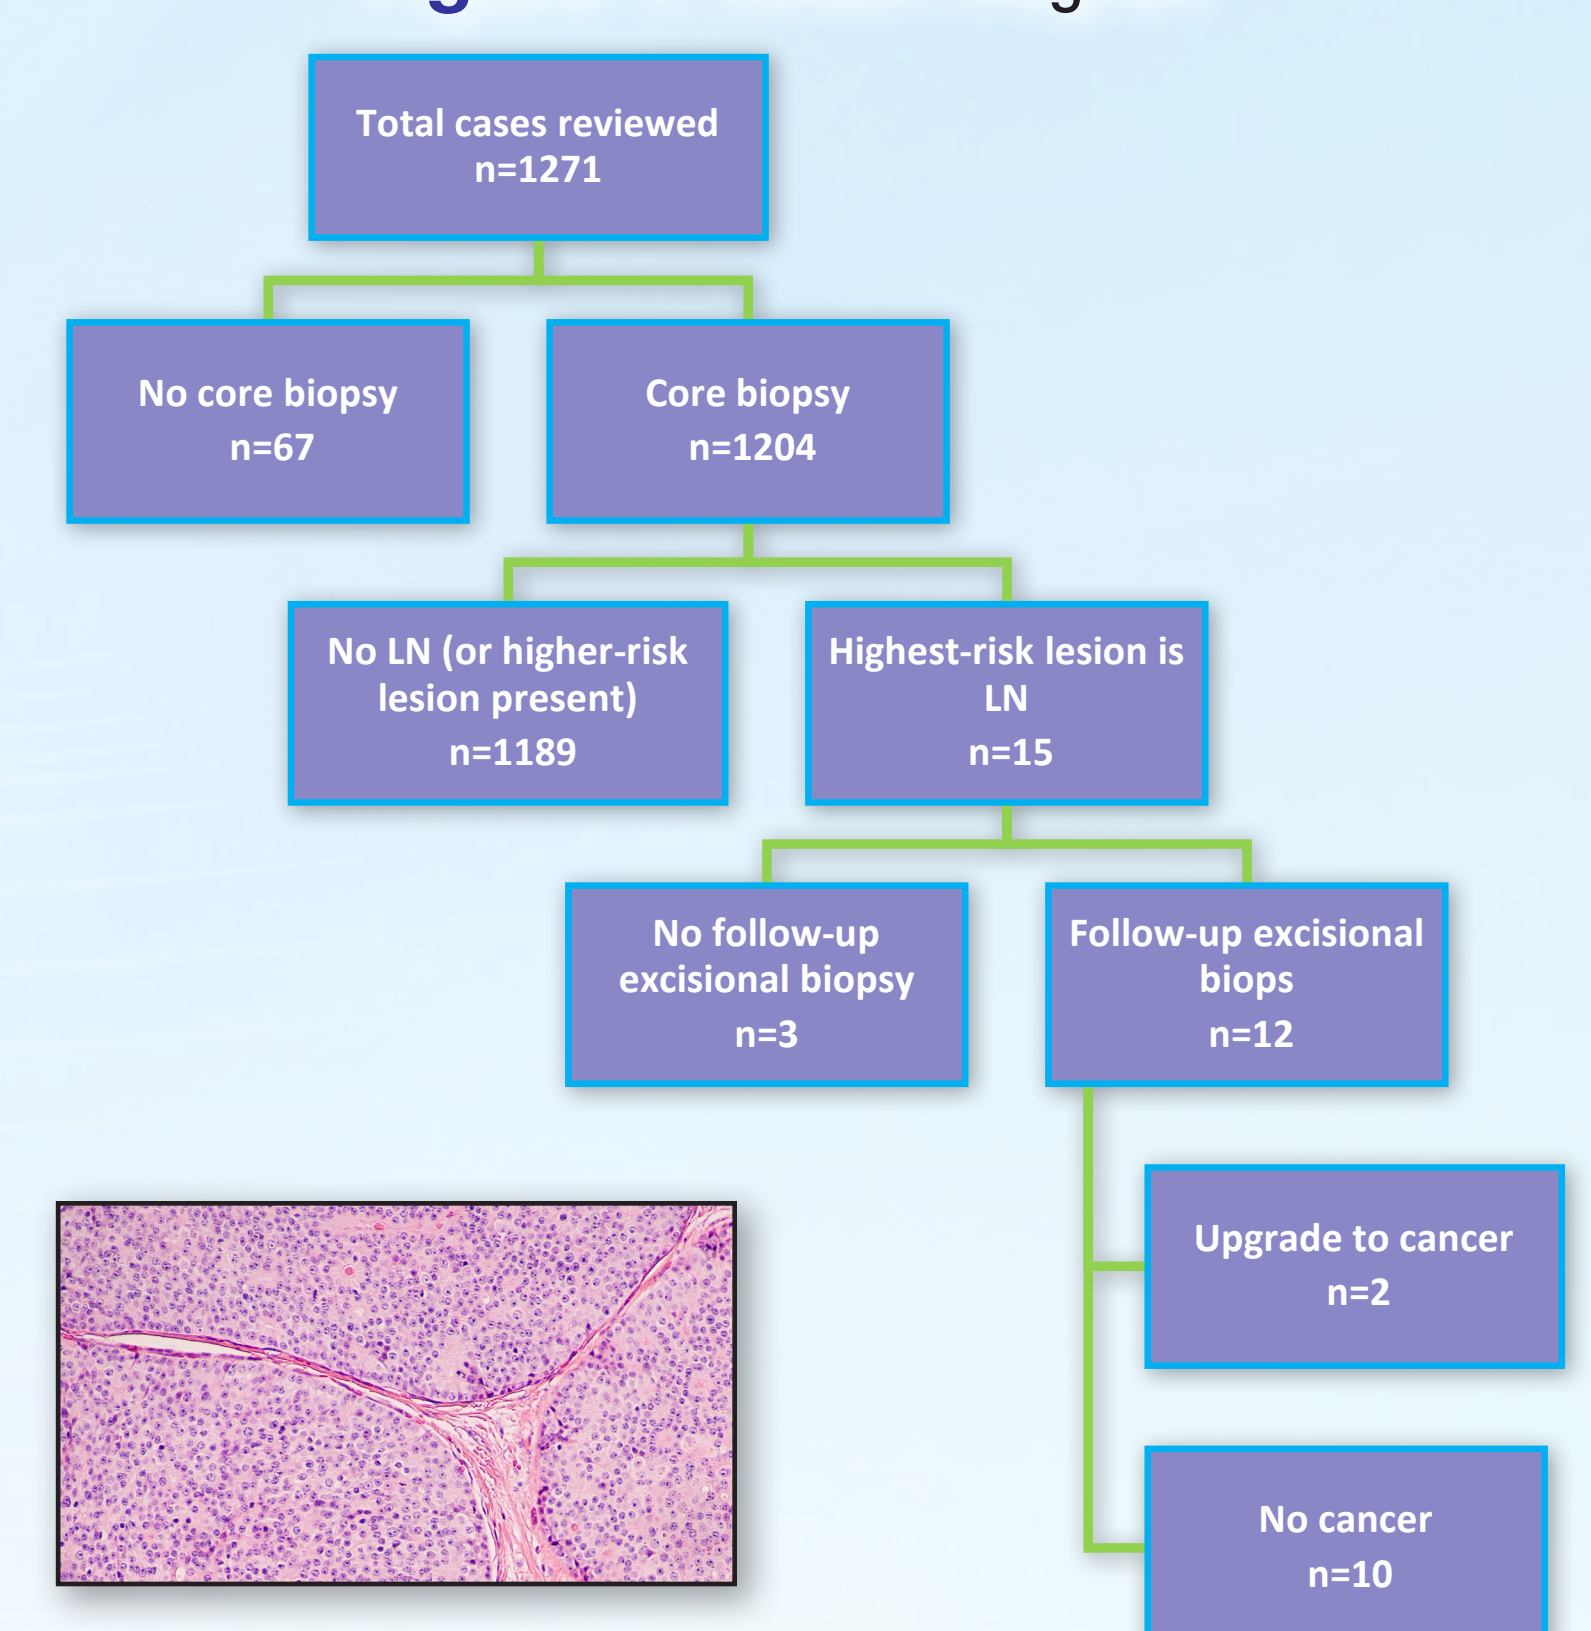 Total cases reviewed
n=1271
No core biopsy
n=67
Core biopsy
n=1204
No LN (or higher-risk
lesion present)
n=1189
Highest-risk lesion is
LN
n=15
No follow-up
excisional biopsy
n=3
Follow-up excisional
biops
n=12
Upgrade to cancer
n=2
No cancer
n=10